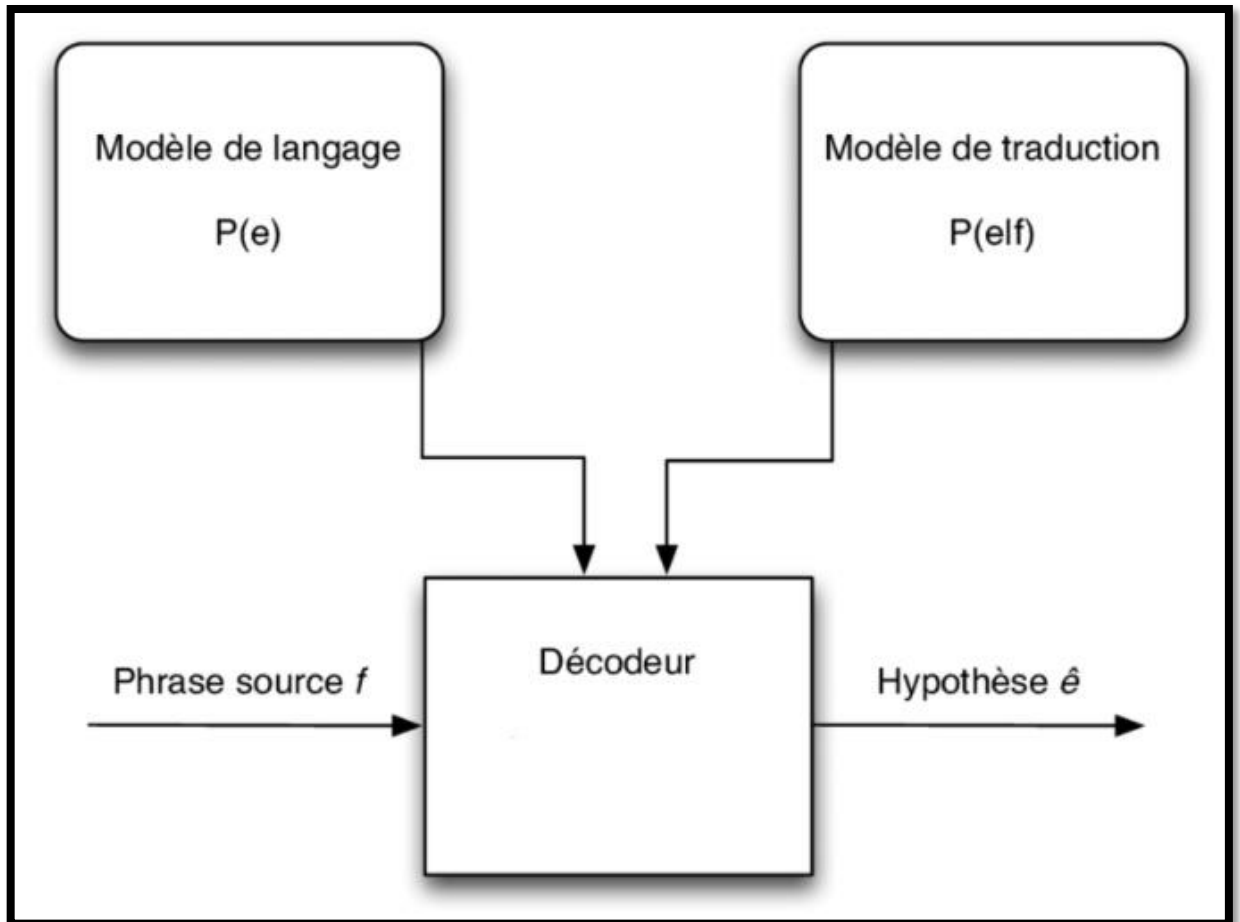 Modèle de langage
P(e)
Modèle de traduction
P(elf)
Décodeur
Phrase source f
Hypothèse ê